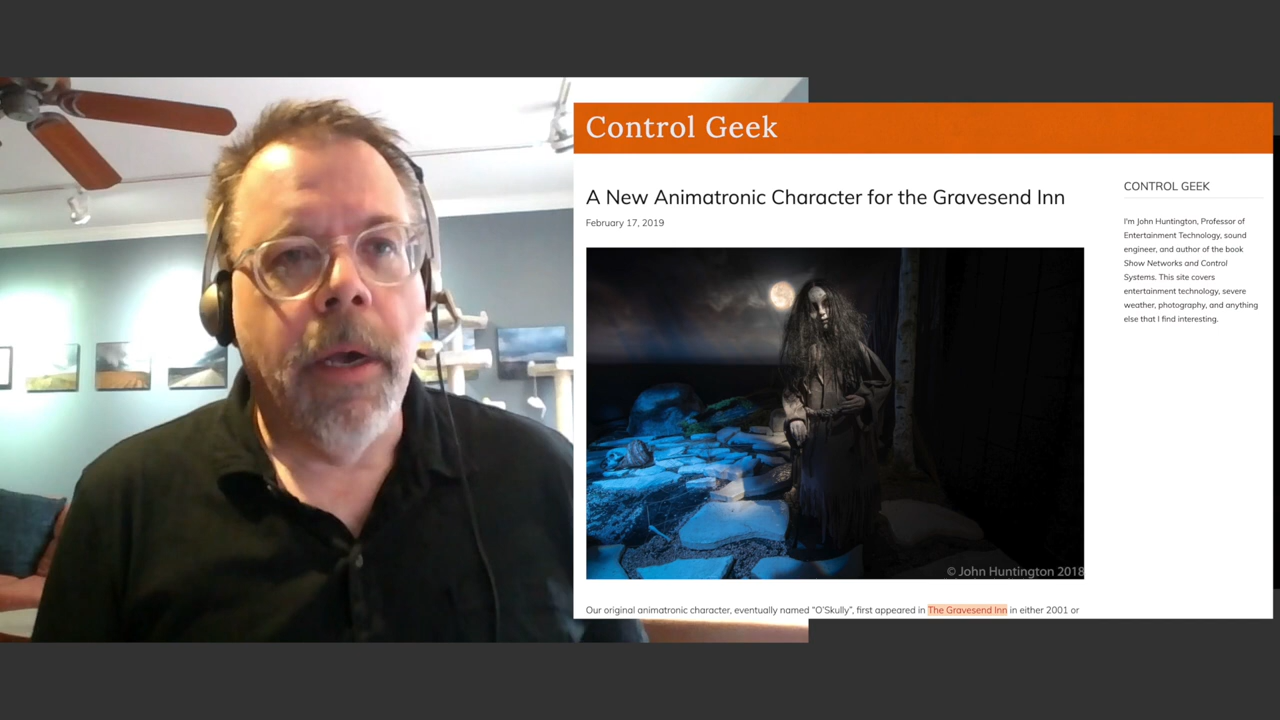 Control Geek
A New Animatronic Character for the Gravesend Inn
February 17, 2019
© John Huntington 2018
Our original animatronic character, eventually named “O’Skully”, first appeared in The Gravesend Inn in either 2001 or
CONTROL GEEK
I'm John Huntington, Professor of
Entertainment Technology, sound
engineer, and author of the book
Show Networks and Control
Systems. This site covers
entertainment technology, severe
weather, photography, and anything
else that I find interesting.